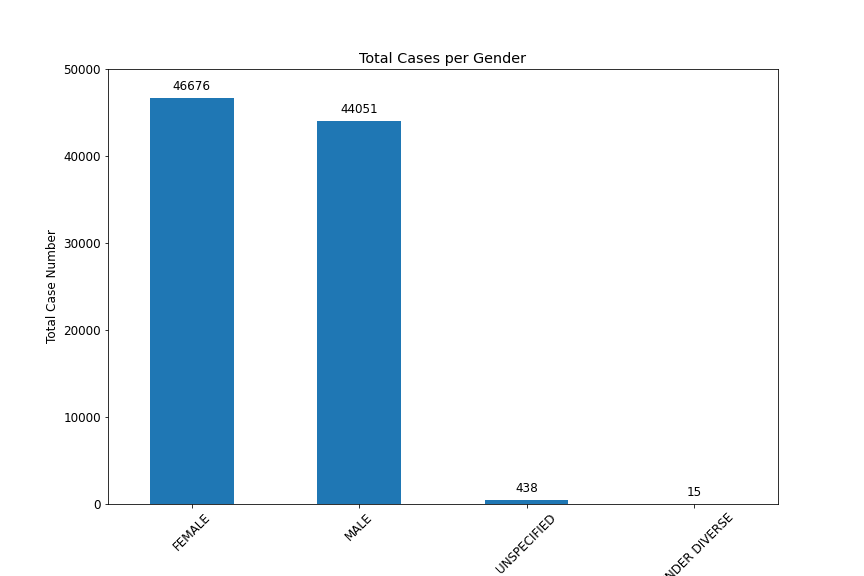 Total Cases per Gender
50000
40000
30000
20000
10000
0
Total Case Number
46676
44051
438
15
FEMALE
MALE
UNSPECIFIED
DIVERSE